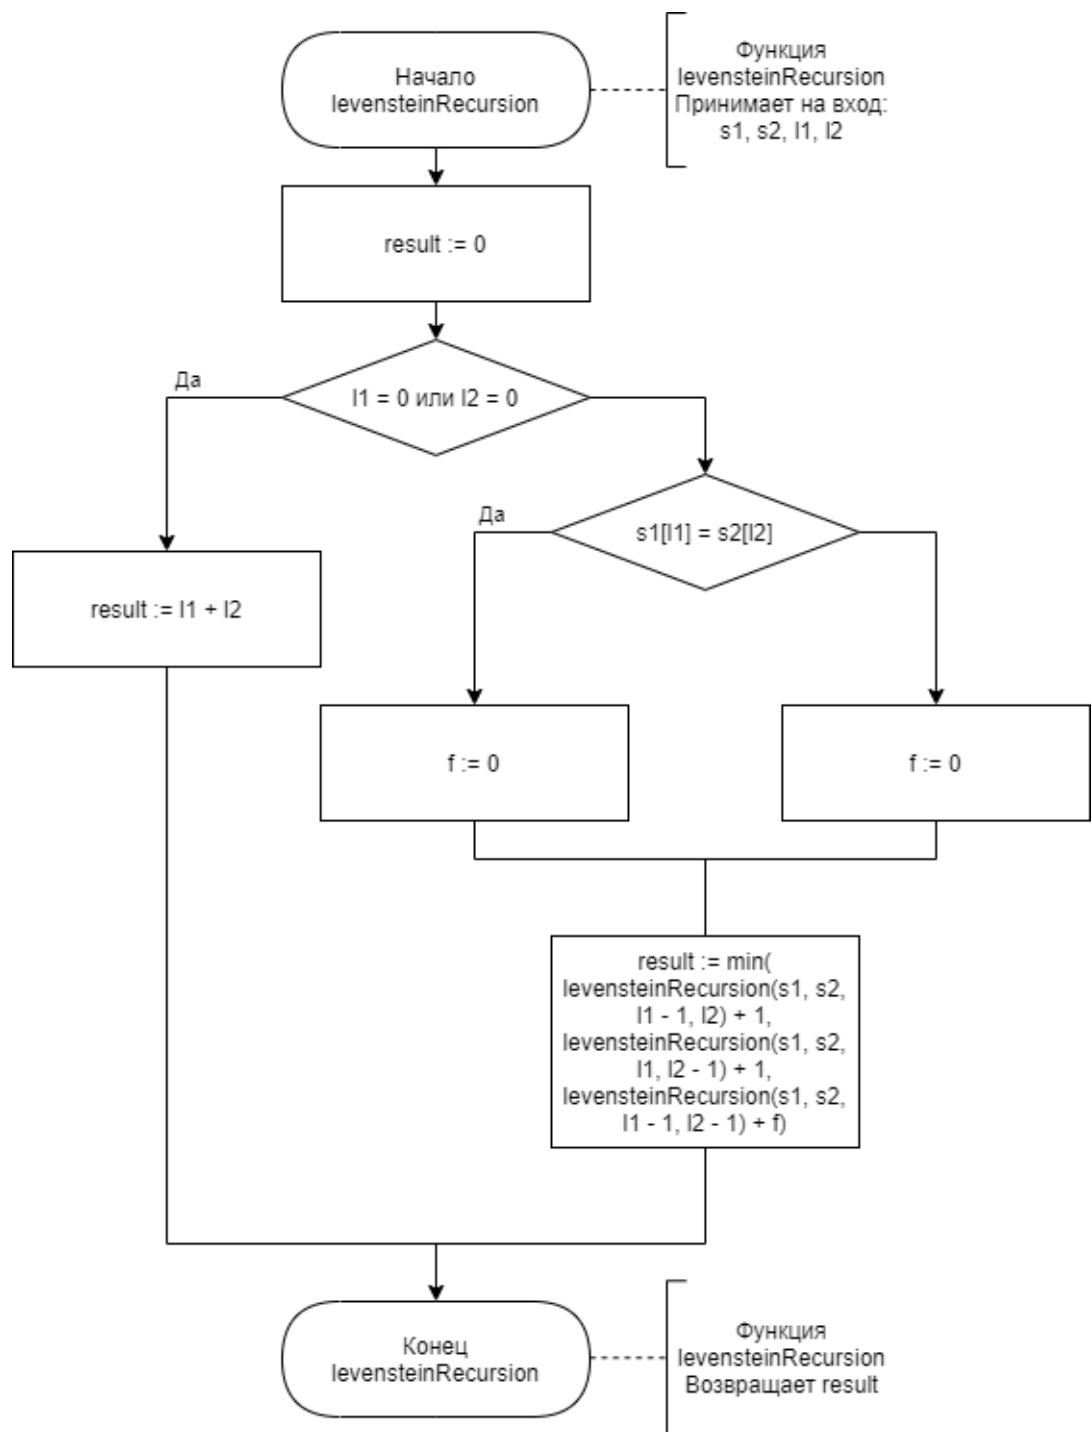 Начало
levensteinRecursion
Функция
levensteinRecursion
Принимает на вход:
s1, s2, l1, l2
result := 0
Да
l1 = 0 или l2 = 0
Да
s1[l1] = s2[l2]
result := l1 + l2
f := 0
f := 0
result := min(
levensteinRecursion(s1, s2,
l1 - 1, l2) + 1,
levensteinRecursion(s1, s2,
l1, l2 - 1) + 1,
levensteinRecursion(s1, s2,
l1 - 1, l2 - 1) + f)
Конец
levensteinRecursion
Функция
levensteinRecursion
Возвращает result